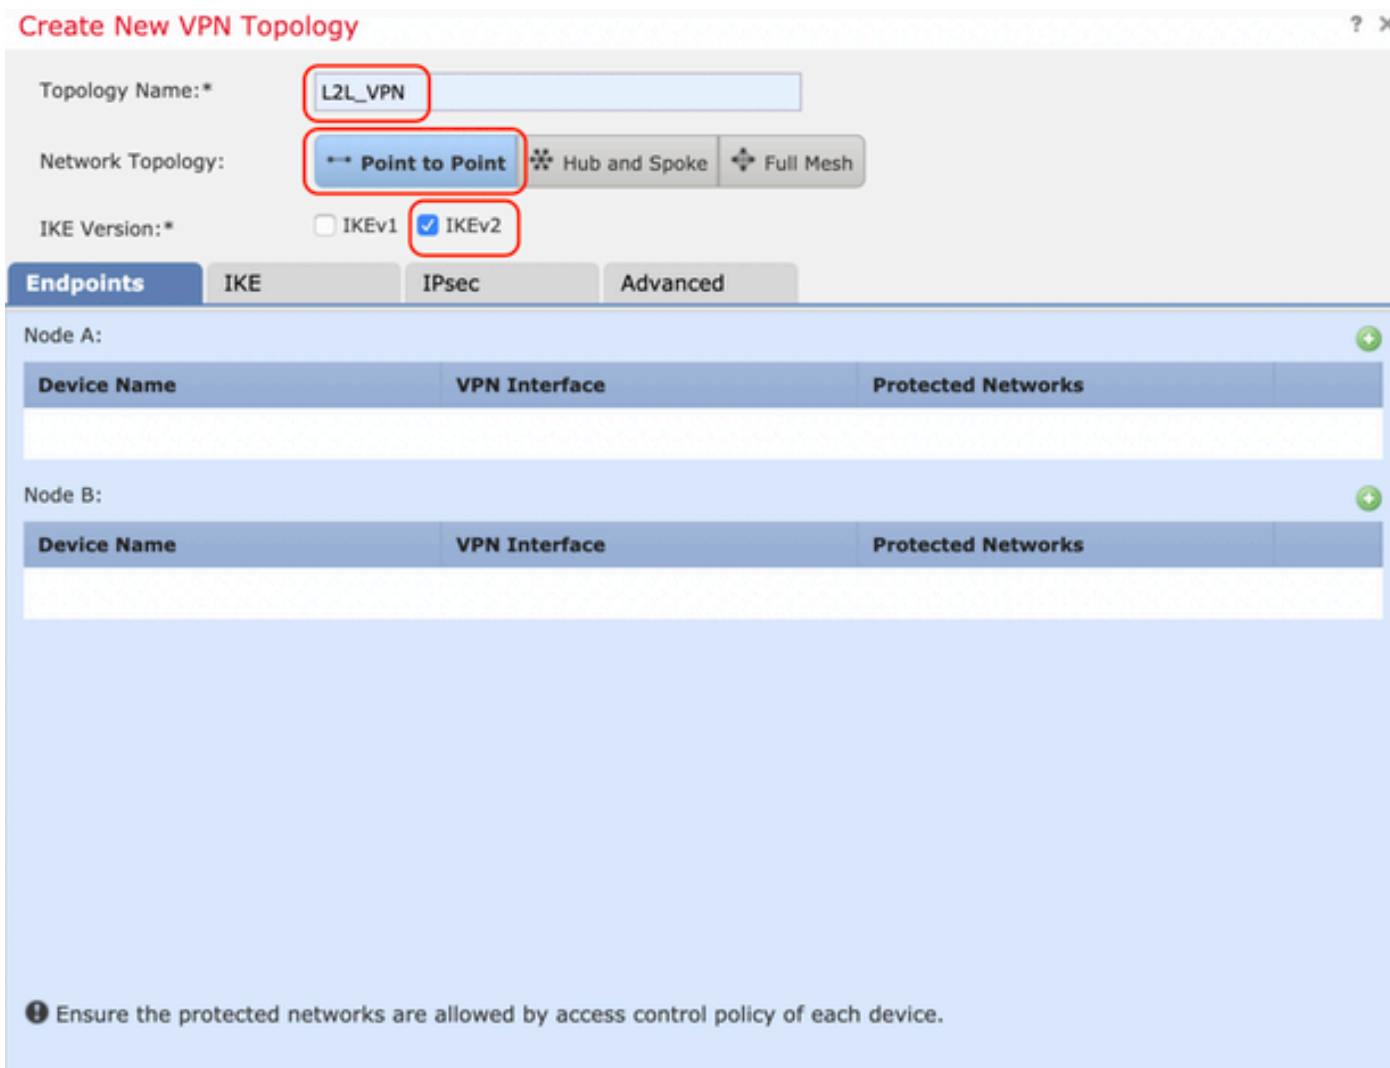 Create New VPN Topology ? ×
Topology Name:* L2L_VPN
Network Topology: Point to Point Hub and Spoke Full Mesh
IKE Version:* IKEv1 IKEv2
Endpoints IKE IPsec Advanced
Node A:
Device Name VPN Interface Protected Networks
Node B:
Device Name VPN Interface Protected Networks
Ensure the protected networks are allowed by access control policy of each device.